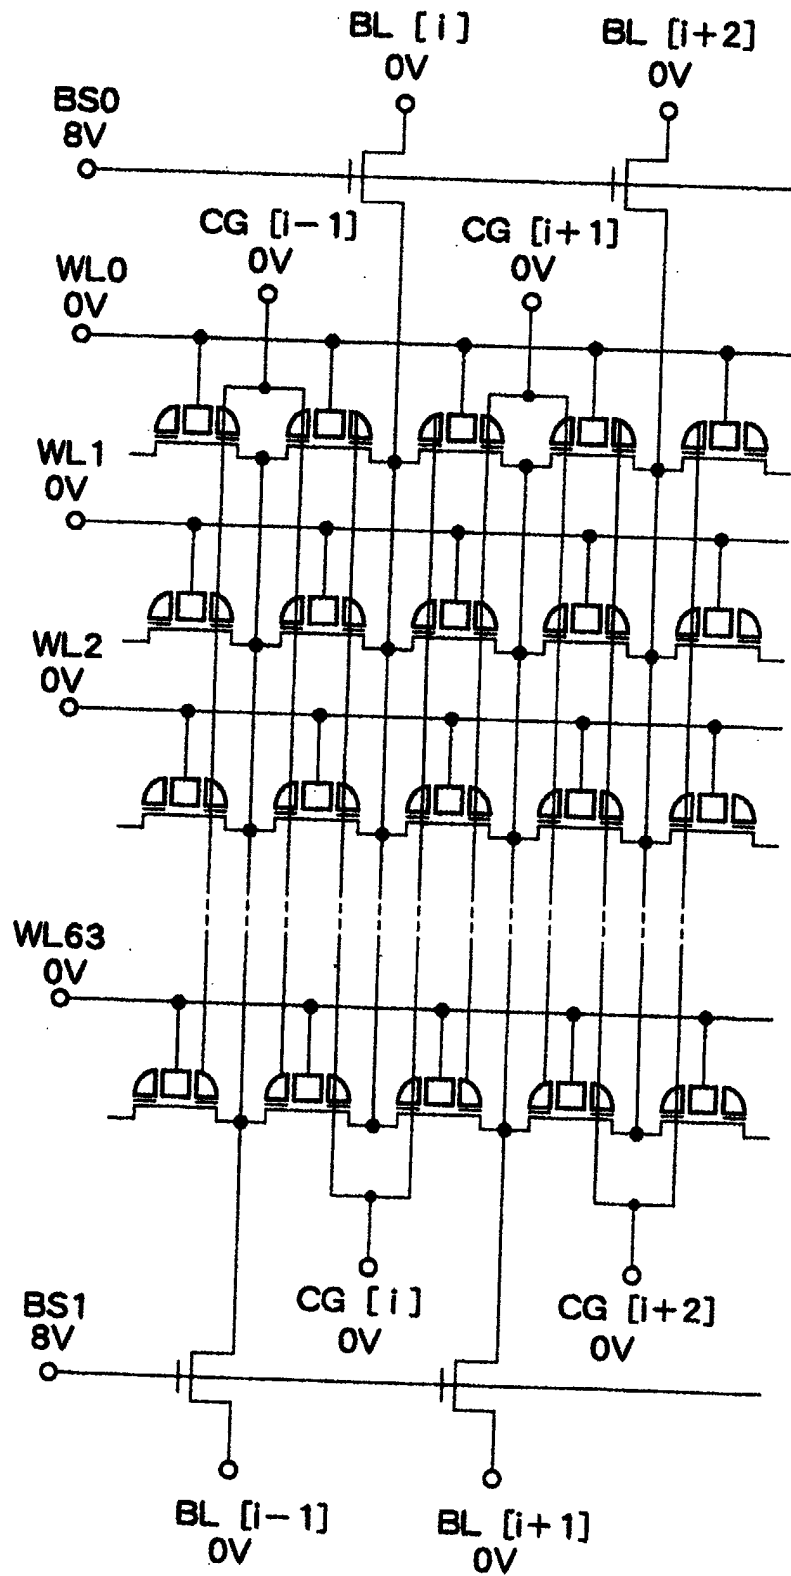 BL [i]
0V
BL [i+2]
0V
BS0
8V
CG [i-1]
0V
CG [i+1]
0V
WL0
0V
WL1
0V
WL2
0V
WL63
0V
CG [i]
0V
CG [i+2]
0V
BS1
8V
BL [i-1]
0V
BL [i+1]
0V